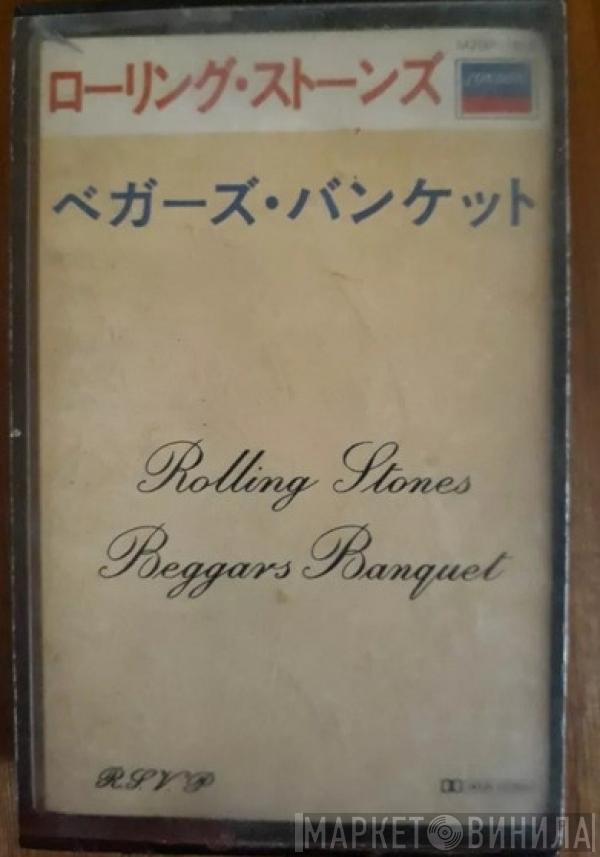 ローリング・ストーンズ
LONDON
ベガーズ・バンケット
Rolling Stones
Beggars Banquet
R.S.V.P
МАРКЕТ ВИНИЛА